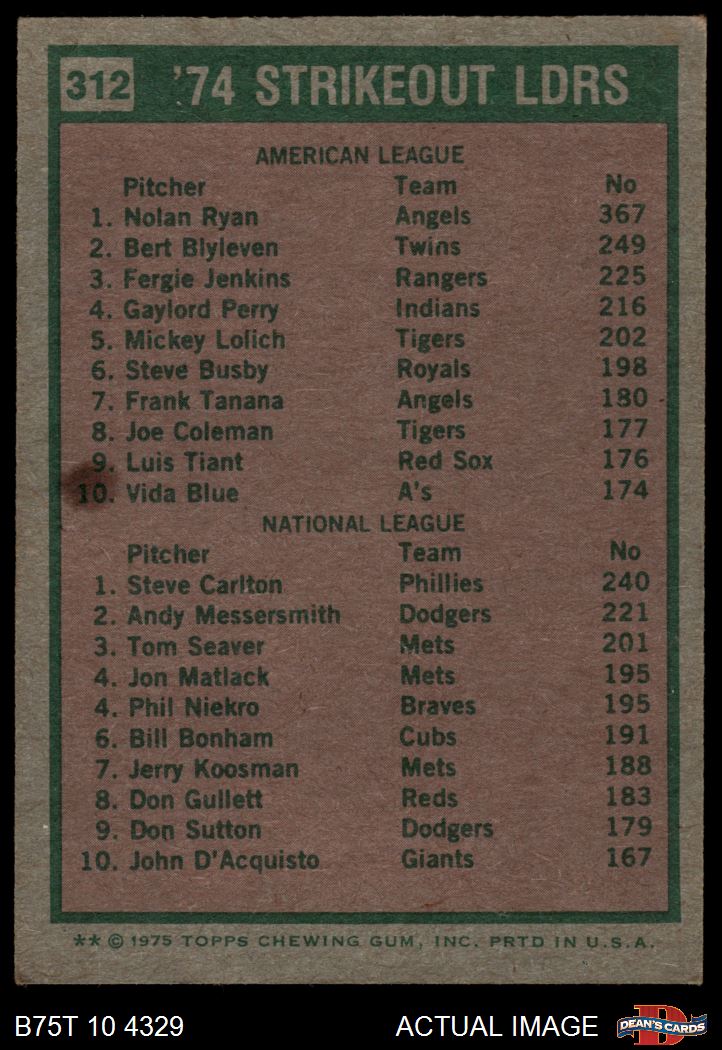 312 '74 STRIKEOUT LDRS
AMERICAN LEAGUE
Pitcher Team No
1. Nolan Ryan Angels 367
2. Bert Blyleven Twins 249
3. Fergie Jenkins Rangers 225
4. Gaylord Perry Indians 216
5. Mickey Lolich Tigers 202
6. Steve Busby Royals 198
7. Frank Tanana Angels 180
8. Joe Coleman Tigers 177
9. Luis Tiant Red Sox 176
10. Vida Blue A's 174
NATIONAL LEAGUE
Pitcher Team No
1. Steve Carlton Phillies 240
2. Andy Messersmith Dodgers 221
3. Tom Seaver Mets 201
4. Jon Matlack Mets 195
4. Phil Niekro Braves 195
6. Bill Bonham Cubs 191
7. Jerry Koosman Mets 188
8. Don Gullett Reds 183
9. Don Sutton Dodgers 179
10. John D'Acquisto Giants 167
** © 1975 TOPPS CHEWING GUM, INC. PRTD IN U.S.A.
B75T 10 4329 ACTUAL IMAGE D DEAN'S CARDS